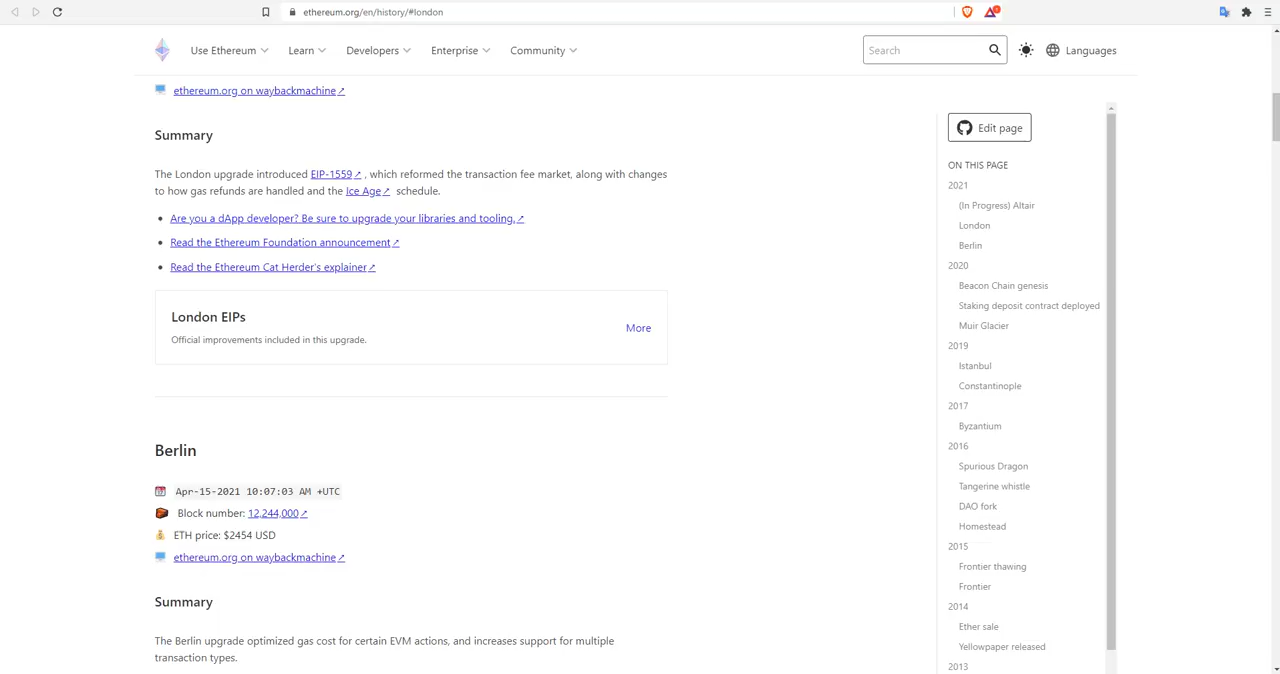 ethereum.org/en/history/#london
Use Ethereum Learn Developers Enterprise Community Search Languages
ethereum.org on waybackmachine↗
Summary
The London upgrade introduced EIP-1559↗ , which reformed the transaction fee market, along with changes
to how gas refunds are handled and the Ice Age↗ schedule.
• Are you a dApp developer? Be sure to upgrade your libraries and tooling.↗
• Read the Ethereum Foundation announcement↗
• Read the Ethereum Cat Herder's explainer↗
London EIPs
Official improvements included in this upgrade.
More
Berlin
Apr-15-2021 10:07:03 AM +UTC
Block number: 12,244,000↗
ETH price: $2454 USD
ethereum.org on waybackmachine↗
Summary
The Berlin upgrade optimized gas cost for certain EVM actions, and increases support for multiple
transaction types.
Edit page
ON THIS PAGE
2021
(In Progress) Altair
London
Berlin
2020
Beacon Chain genesis
Staking deposit contract deployed
Muir Glacier
2019
Istanbul
Constantinople
2017
Byzantium
2016
Spurious Dragon
Tangerine whistle
DAO fork
Homestead
2015
Frontier thawing
Frontier
2014
Ether sale
Yellowpaper released
2013